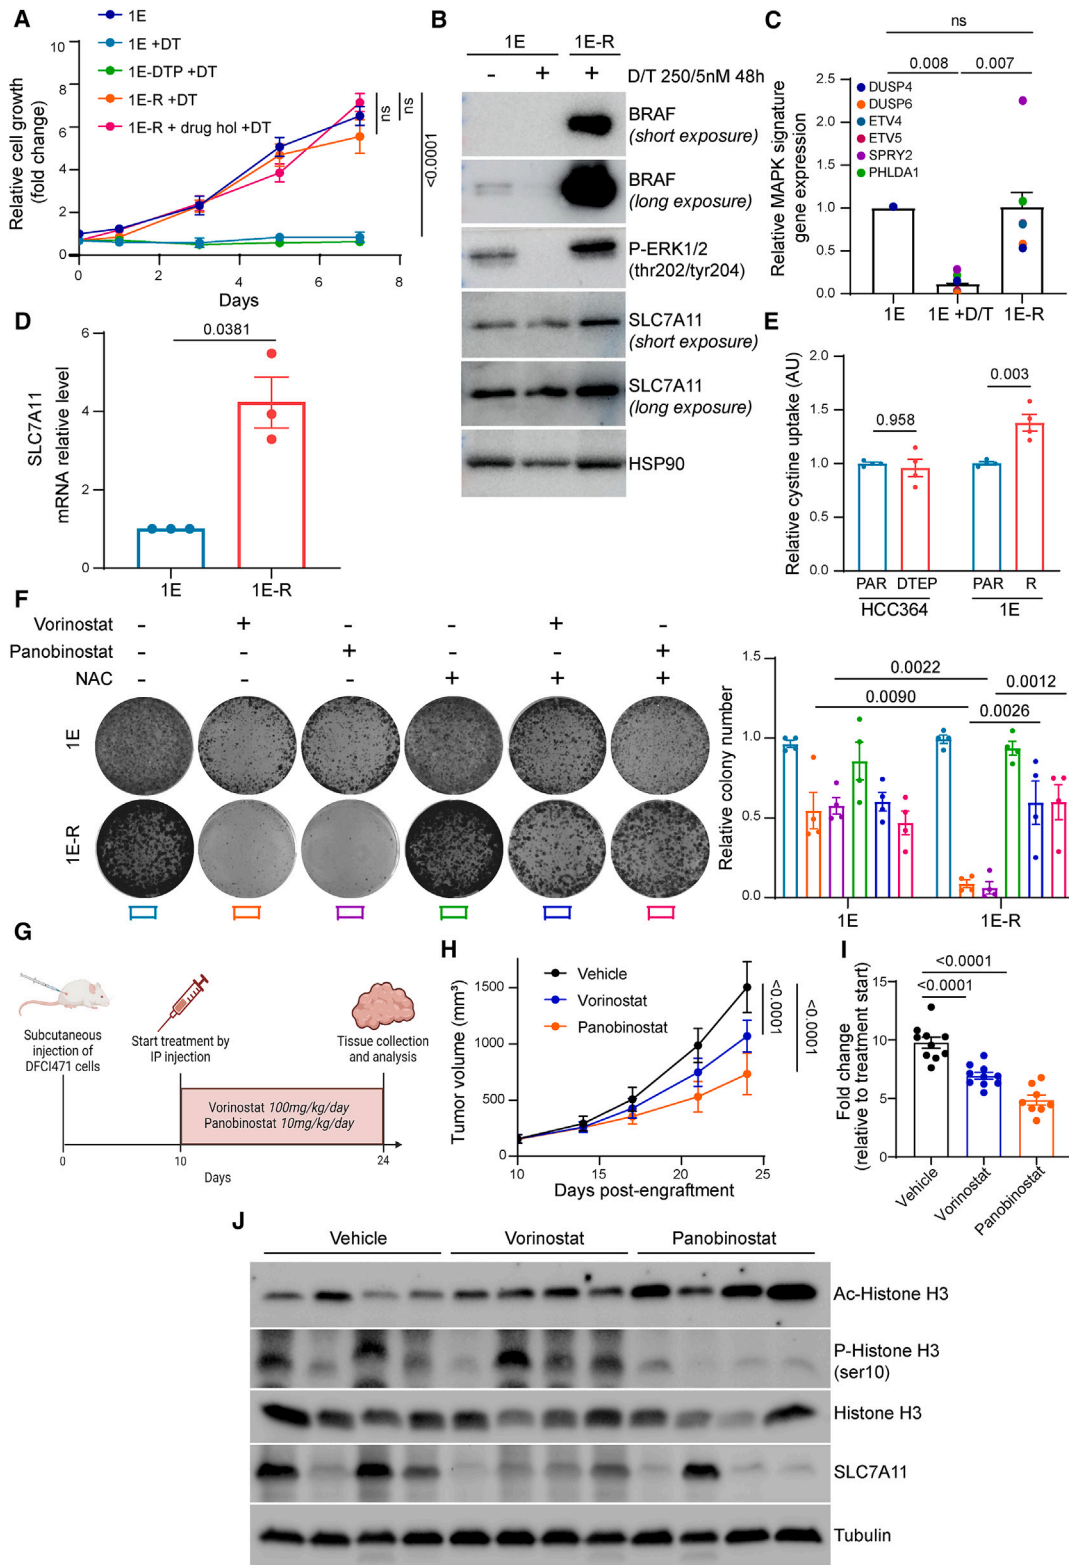 A
1E
1E +DT
1E-DTP +DT
1E-R +DT
1E-R + drug hol +DT
Relative cell growth
(fold change)
10
8
6
4
2
0
0 2 4 6 8
Days
ns
ns
<0.0001
B
1E 1E-R
- + + D/T 250/5nM 48h
BRAF
(short exposure)
BRAF
(long exposure)
P-ERK1/2
(thr202/tyr204)
SLC7A11
(short exposure)
SLC7A11
(long exposure)
HSP90
C
ns
0.008 0.007
Relative MAPK signature
gene expression
2.5
2.0
1.5
1.0
0.5
0.0
DUSP4
DUSP6
ETV4
ETV5
SPRY2
PHLDA1
1E 1E +D/T 1E-R
D
SLC7A11
mRNA relative level
6
4
2
0
0.0381
1E 1E-R
E
Relative cystine uptake (AU)
2.0
1.5
1.0
0.5
0.0
0.958
0.003
PAR DTEP PAR R
HCC364 1E
F
Vorinostat - + - - + -
Panobinostat - - + - - +
NAC - - - + + +
1E
1E-R
Relative colony number
1.5
1.0
0.5
0.0
0.0022
0.0090
0.0012
0.0026
1E 1E-R
G
Subcutaneous
injection of
DFCI471 cells
Start treatment by
IP injection
Tissue collection
and analysis
Vorinostat 100mg/kg/day
Panobinostat 10mg/kg/day
0 10 24
Days
H
Tumor volume (mm³)
1500
1000
500
0
Vehicle
Vorinostat
Panobinostat
<0.0001
<0.0001
10 15 20 25
Days post-engraftment
I
Fold change
(relative to treatment start)
15
10
5
0
<0.0001
<0.0001
Vehicle
Vorinostat
Panobinostat
J
Vehicle Vorinostat Panobinostat
Ac-Histone H3
P-Histone H3
(ser10)
Histone H3
SLC7A11
Tubulin